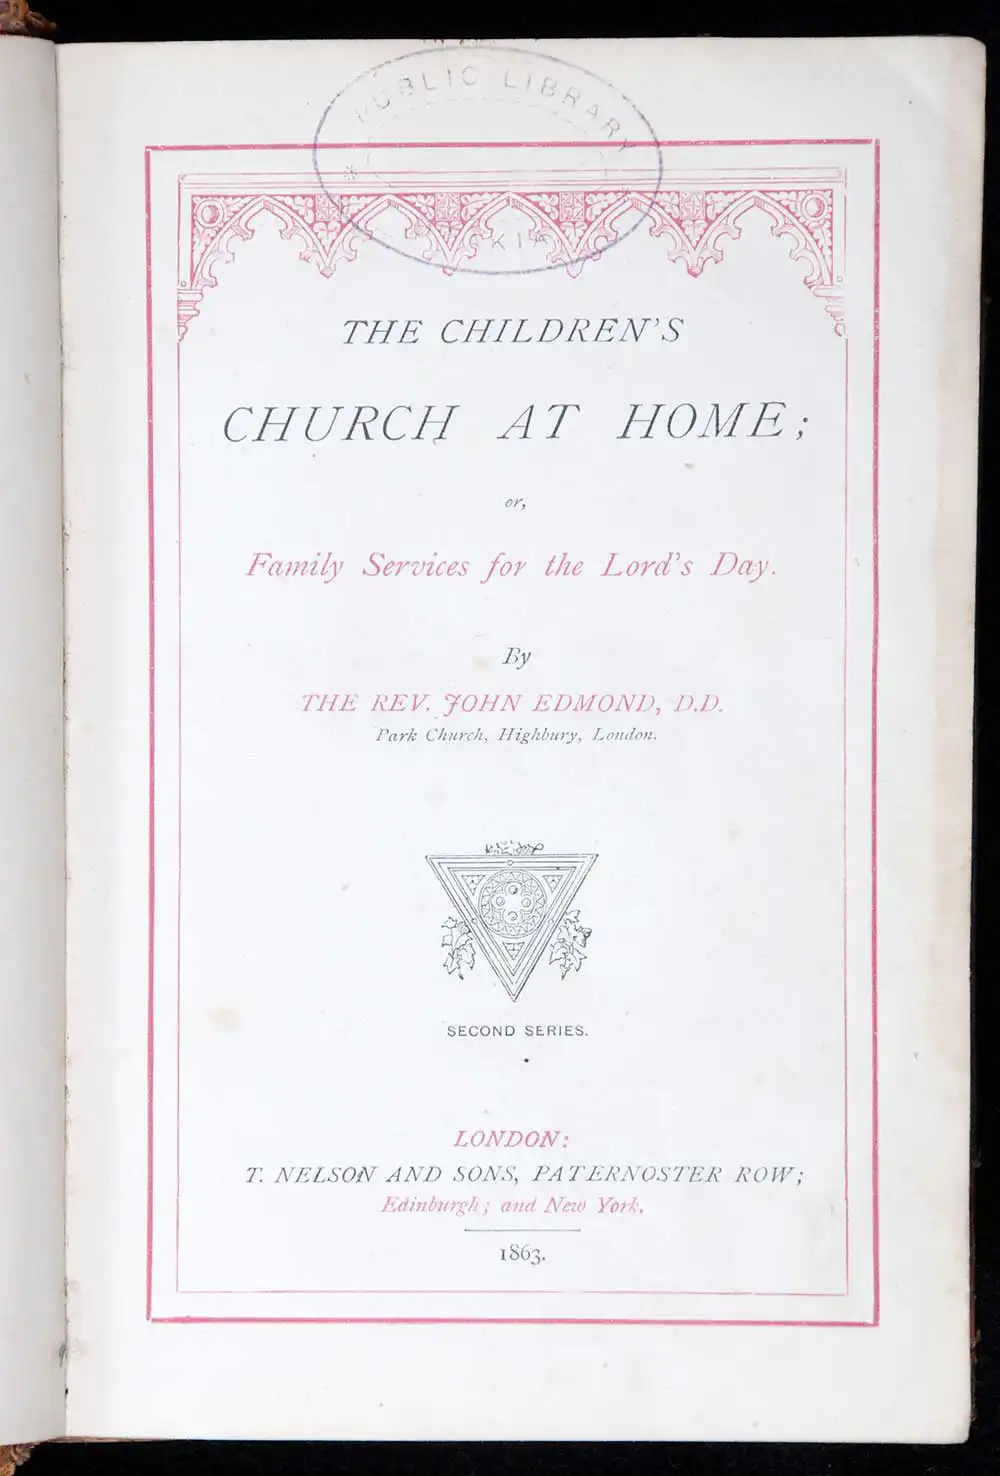 PUBLIC LIBRARY
THE CHILDREN'S
CHURCH AT HOME;
or,
Family Services for the Lord's Day.
By
THE REV. JOHN EDMOND, D.D.
Park Church, Highbury, London.
SECOND SERIES.
LONDON:
T. NELSON AND SONS, PATERNOSTER ROW;
Edinburgh; and New York.
1863.